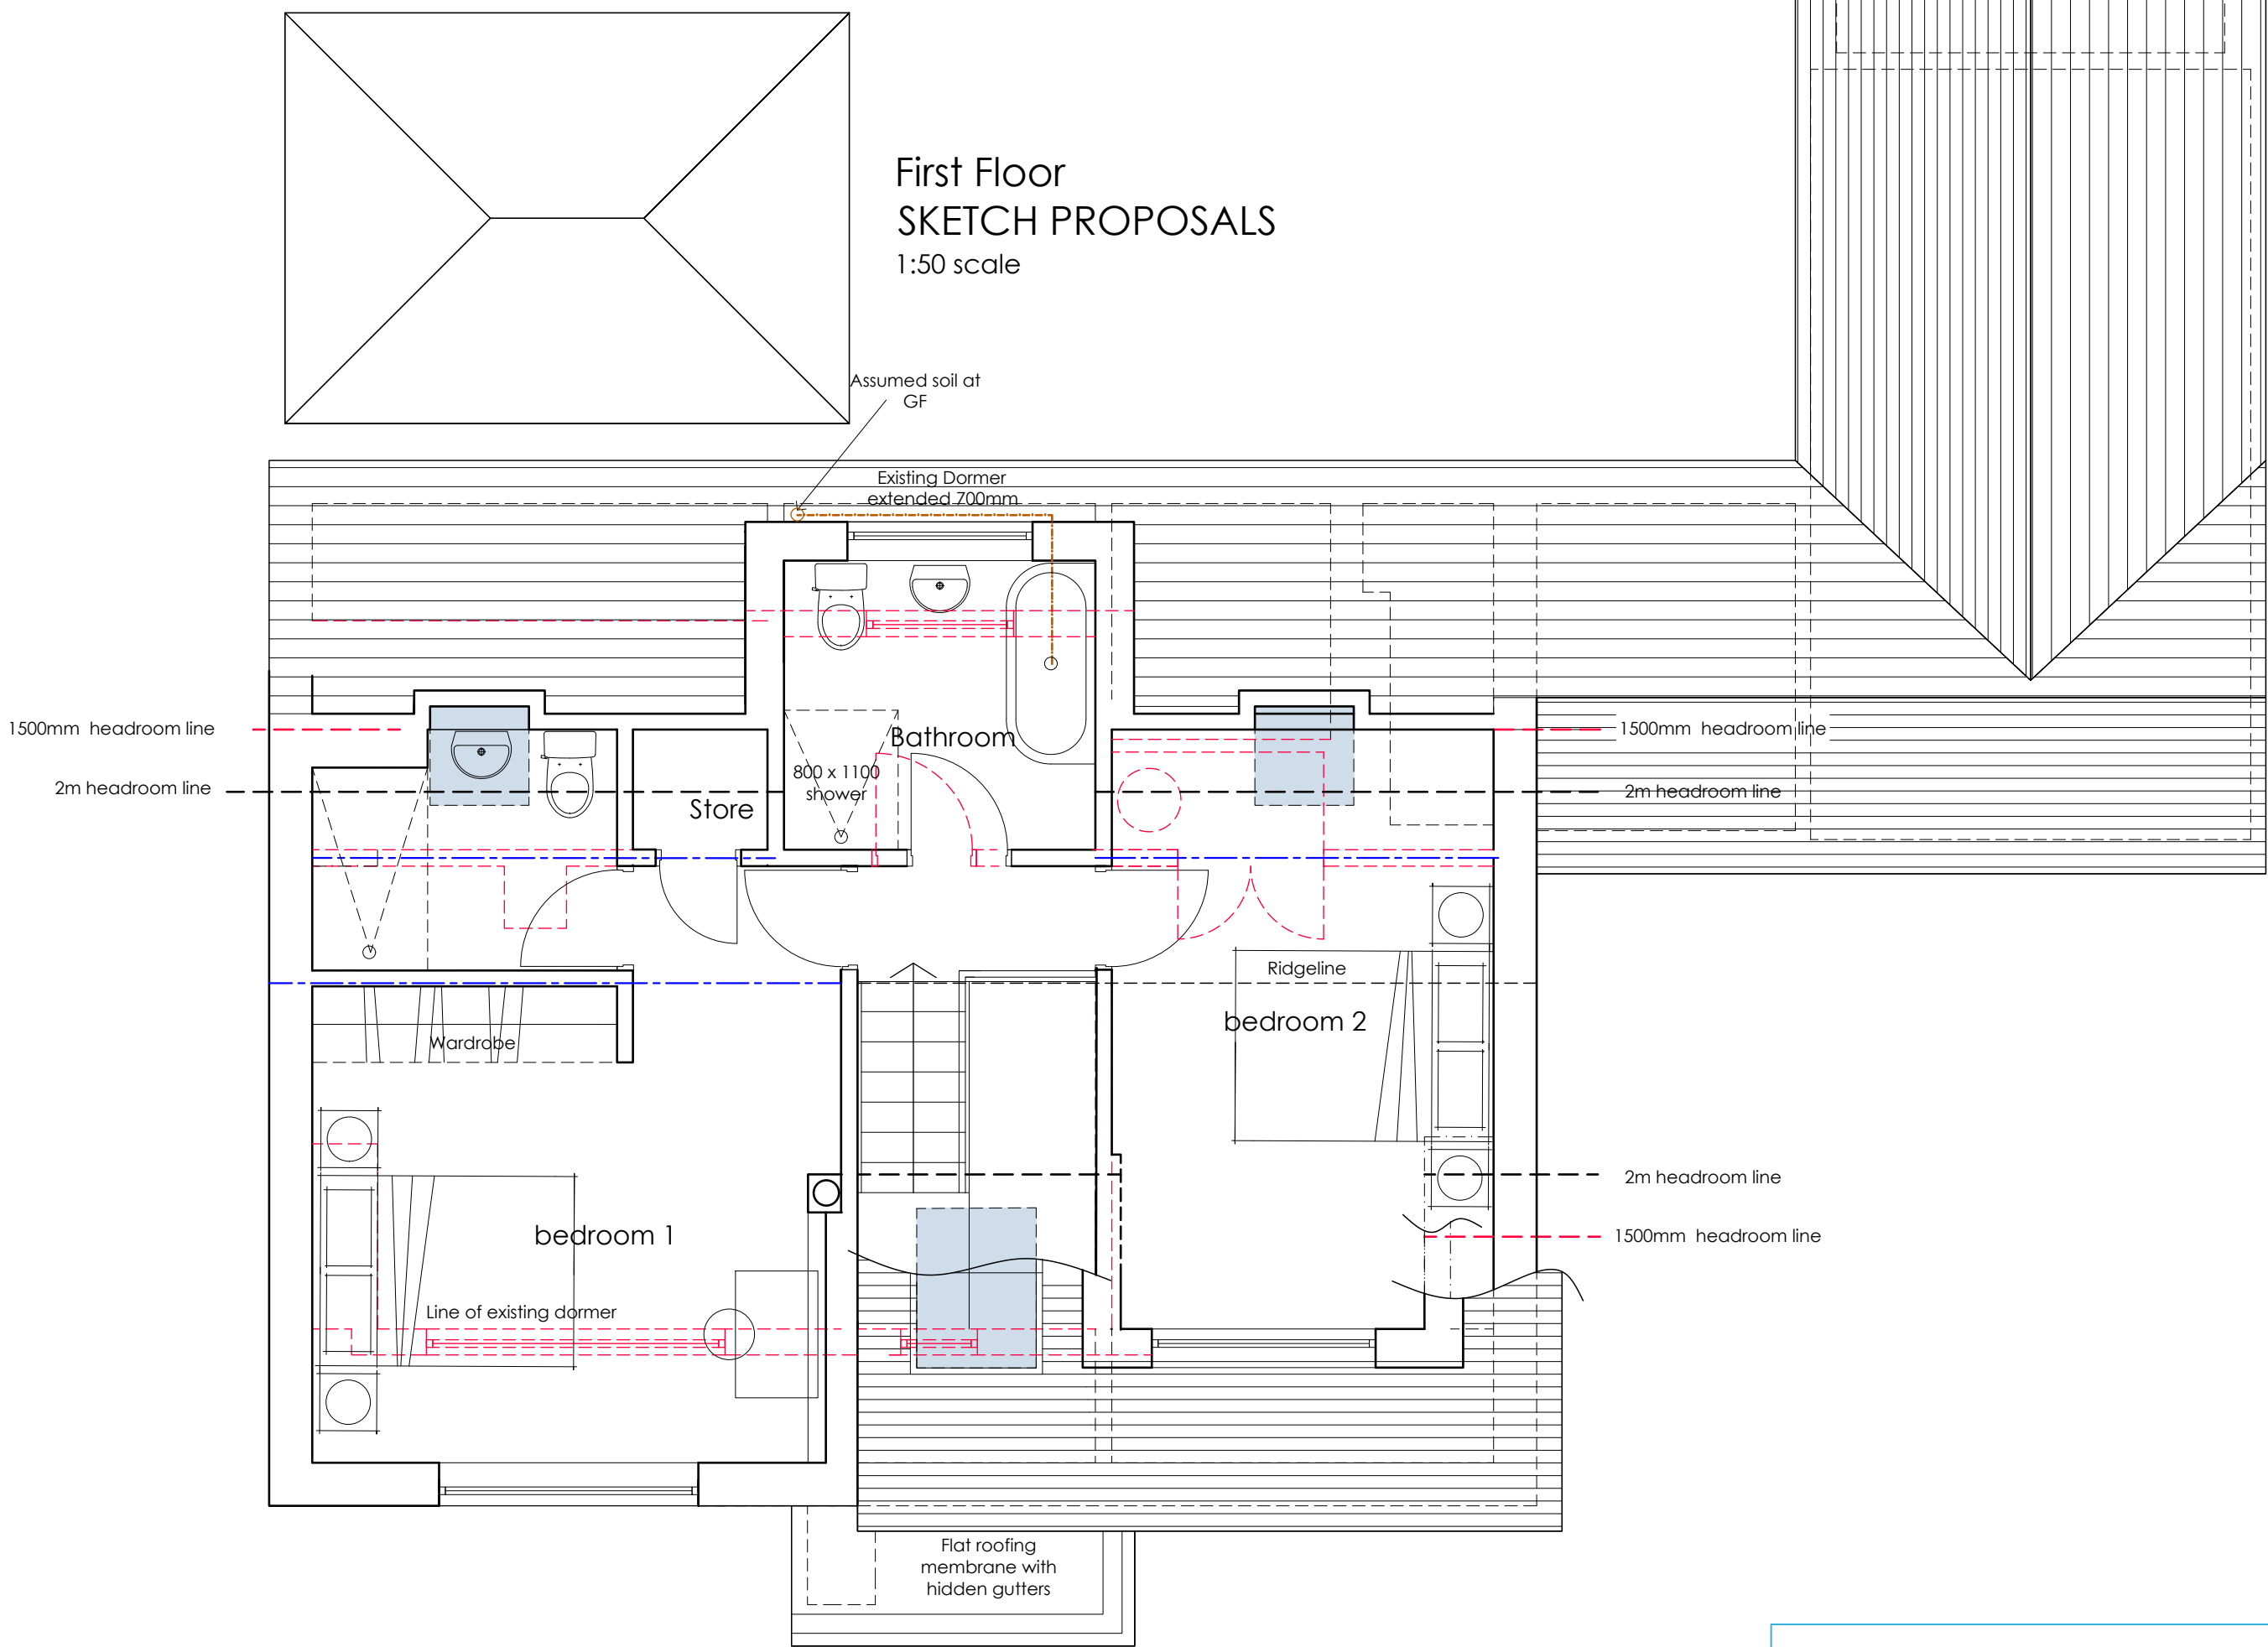 First Floor
SKETCH PROPOSALS
1:50 scale
Assumed soil at
GF
Existing Dormer
extended 700mm
1500mm headroom line
1500mm headroom line
Bathroom
800 x 1100
shower
2m headroom line
2m headroom line
Store
Ridgeline
bedroom 2
Wardrobe
2m headroom line
bedroom 1
1500mm headroom line
Line of existing dormer
Flat roofing
membrane with
hidden gutters